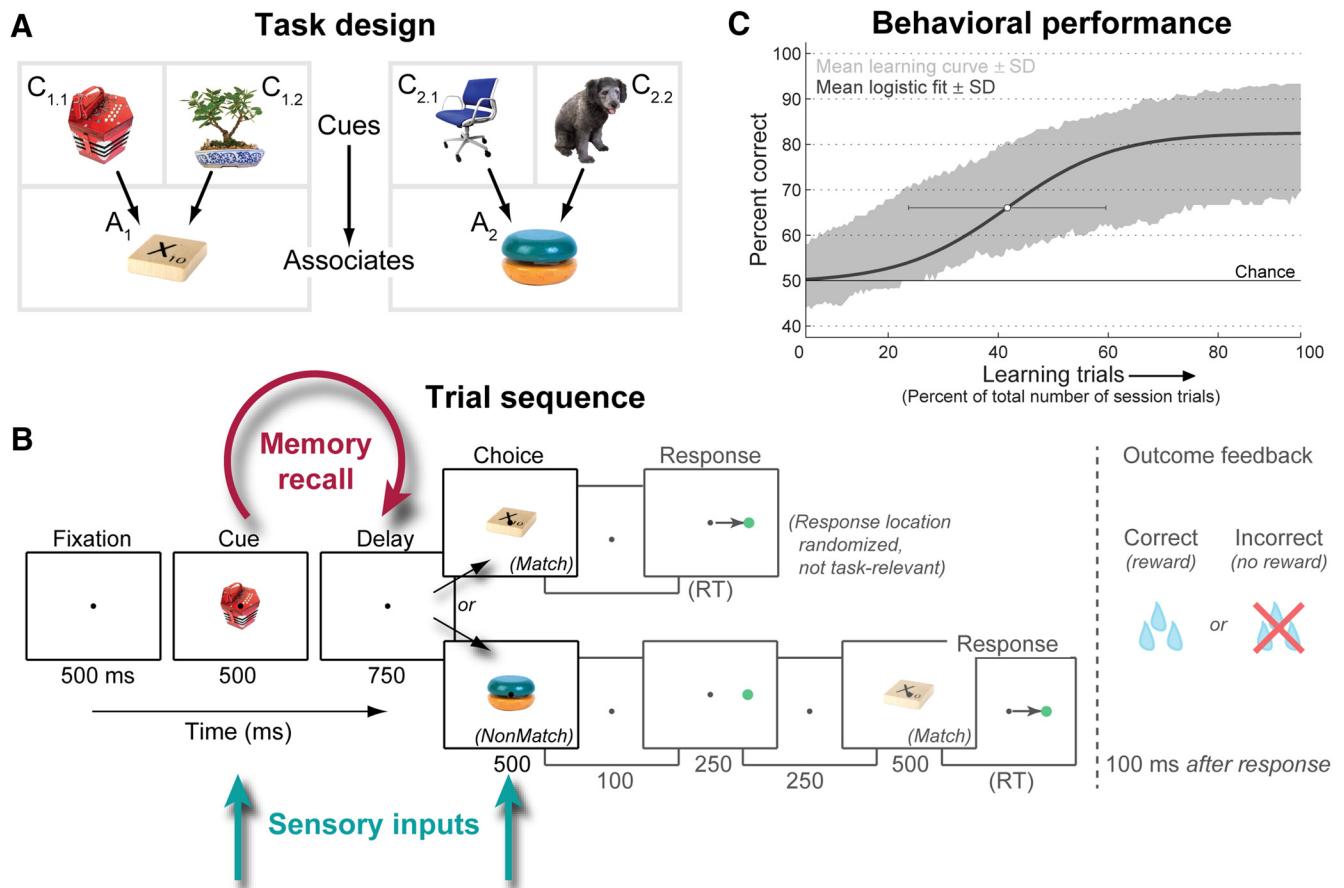 A
Task design
C1.1
C1.2
Cues
C2.1
C2.2
A1
X10
Associates
A2
C
Behavioral performance
Percent correct
100
90
80
70
60
50
40
Mean learning curve ± SD
Mean logistic fit ± SD
Chance
0
20
40
60
80
100
Learning trials
(Percent of total number of session trials)
B
Trial sequence
Memory
recall
Fixation
Cue
Delay
500 ms
500
750
Time (ms)
Choice
(Match)
or
(NonMatch)
500
Response
(RT)
(Response location
randomized,
not task-relevant)
100
250
250
(Match)
500
Response
(RT)
Outcome feedback
Correct
(reward)
or
Incorrect
(no reward)
100 ms after response
Sensory inputs